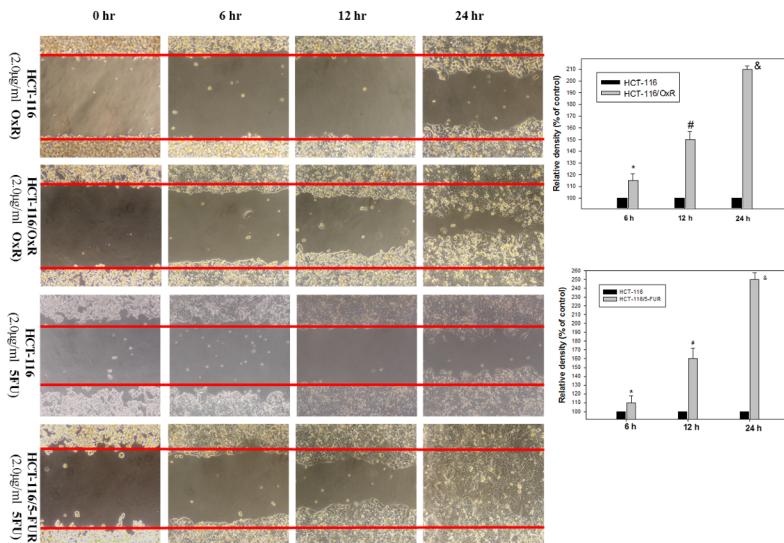 0 hr 6 hr 12 hr 24 hr
HCT-116
(2.0μg/ml OxR)
HCT-116/OxR
(2.0μg/ml OxR)
HCT-116
(2.0μg/ml 5FU)
HCT-116/5-FUR
(2.0μg/ml 5FU)
Relative density (% of control)
210
200
190
180
170
160
150
140
130
120
110
100
HCT-116
HCT-116/OxR
*
#
&
6 h 12 h 24 h
Relative density (% of control)
260
250
240
230
220
210
200
190
180
170
160
150
140
130
120
110
100
HCT-116
HCT-116/5-FUR
*
#
&
6 h 12 h 24 h